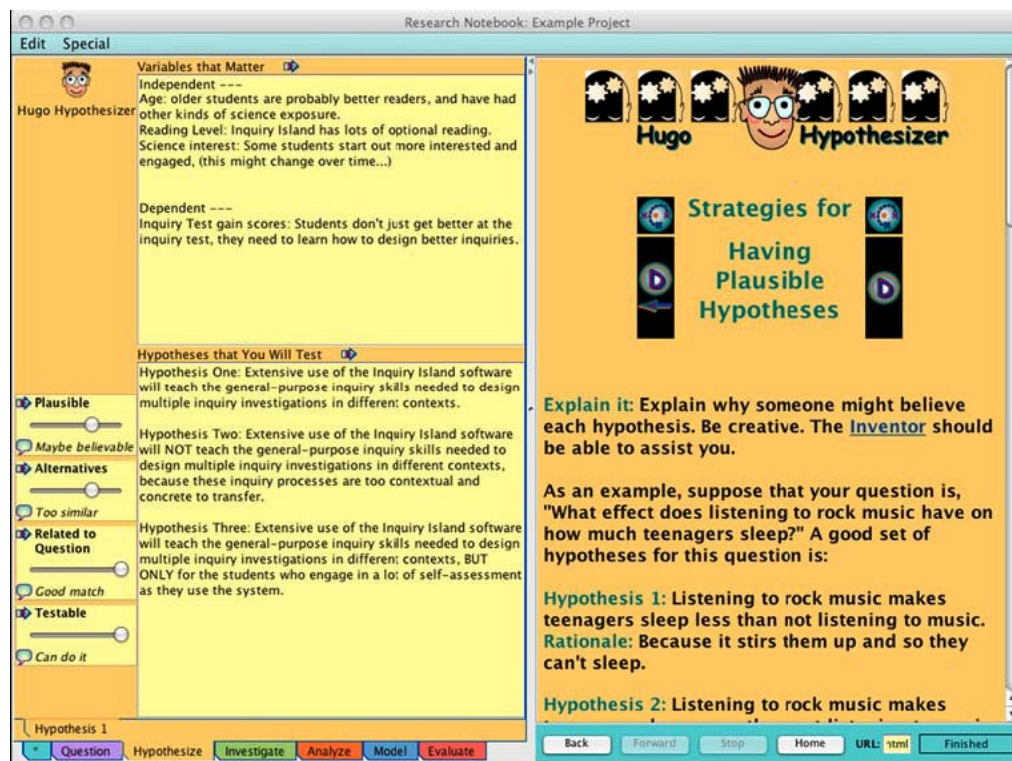 Research Notebook: Example Project
Edit Special
Hugo Hypothesizer
Variables that Matter
Independent ---
Age: older students are probably better readers, and have had
other kinds of science exposure.
Reading Level: Inquiry Island has lots of optional reading.
Science interest: Some students start out more interested and
engaged, (this might change over time...)
Dependent ---
Inquiry Test gain scores: Students don't just get better at the
inquiry test, they need to learn how to design better inquiries.
Hypotheses that You Will Test
Hypothesis One: Extensive use of the Inquiry Island software
will teach the general-purpose inquiry skills needed to design
multiple inquiry investigations in different contexts.
Hypothesis Two: Extensive use of the Inquiry Island software
will NOT teach the general-purpose inquiry skills needed to
design multiple inquiry investigations in different contexts,
because these inquiry processes are too contextual and
concrete to transfer.
Hypothesis Three: Extensive use of the Inquiry Island software
will teach the general-purpose inquiry skills needed to design
multiple inquiry investigations in different contexts, BUT
ONLY for the students who engage in a lot of self-assessment
as they use the system.
Plausible
Maybe believable
Alternatives
Too similar
Related to
Question
Good match
Testable
Can do it
Hypothesis 1
* Question Hypothesize Investigate Analyze Model Evaluate
Hugo Hypothesizer
Strategies for
Having
Plausible
Hypotheses
D
D
Explain it: Explain why someone might believe
each hypothesis. Be creative. The Inventor should
be able to assist you.
As an example, suppose that your question is,
"What effect does listening to rock music have on
how much teenagers sleep?" A good set of
hypotheses for this question is:
Hypothesis 1: Listening to rock music makes
teenagers sleep less than not listening to music.
Rationale: Because it stirs them up and so they
can't sleep.
Hypothesis 2: Listening to rock music makes
Back Forward Stop Home URL: html Finished